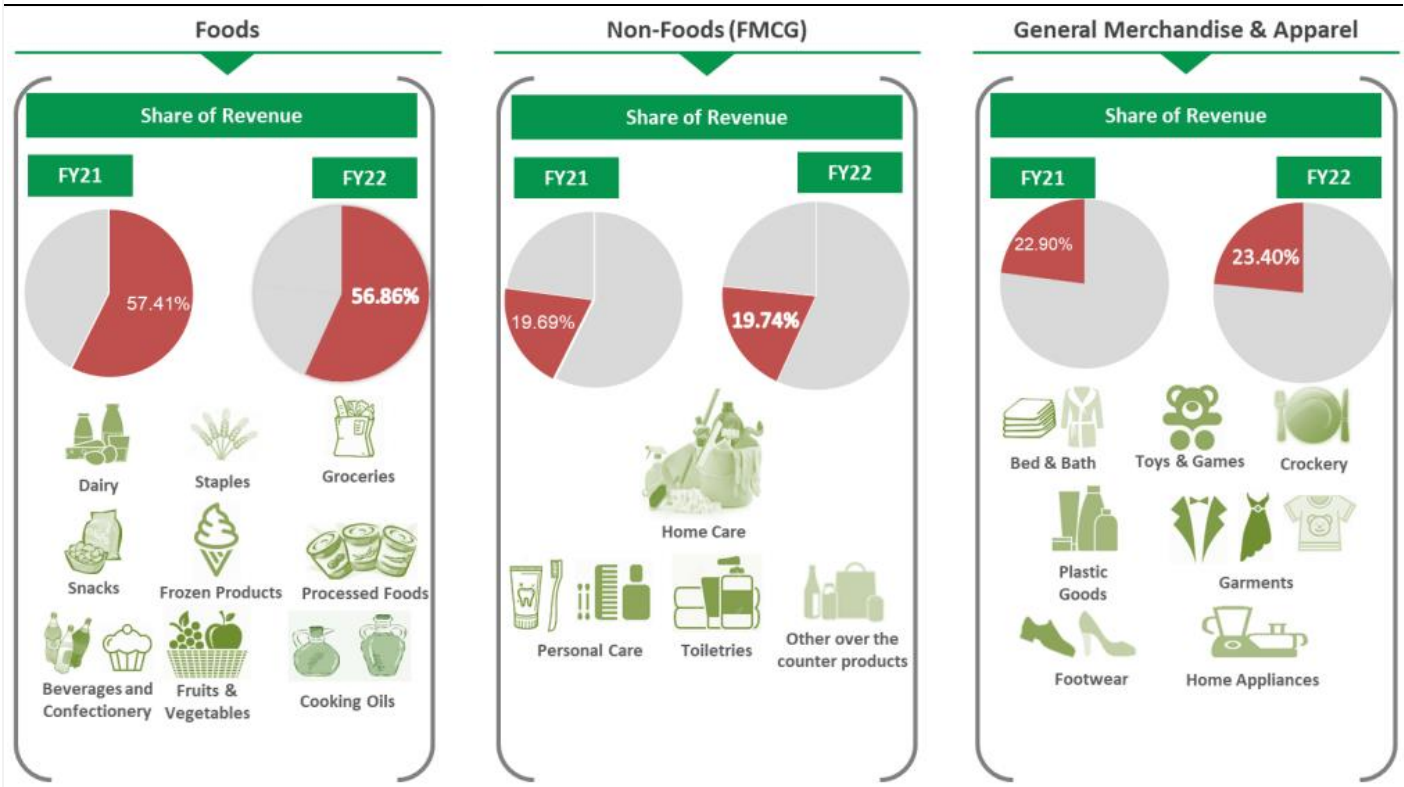 Foods
Share of Revenue
FY21
FY22
57.41%
56.86%
Dairy
Staples
Groceries
Snacks
Frozen Products
Processed Foods
Beverages and
Confectionery
Fruits &
Vegetables
Cooking Oils
Non-Foods (FMCG)
Share of Revenue
FY21
FY22
19.69%
19.74%
Home Care
Personal Care
Toiletries
Other over the
counter products
General Merchandise & Apparel
Share of Revenue
FY21
FY22
22.90%
23.40%
Bed & Bath
Toys & Games
Crockery
Plastic
Goods
Garments
Footwear
Home Appliances